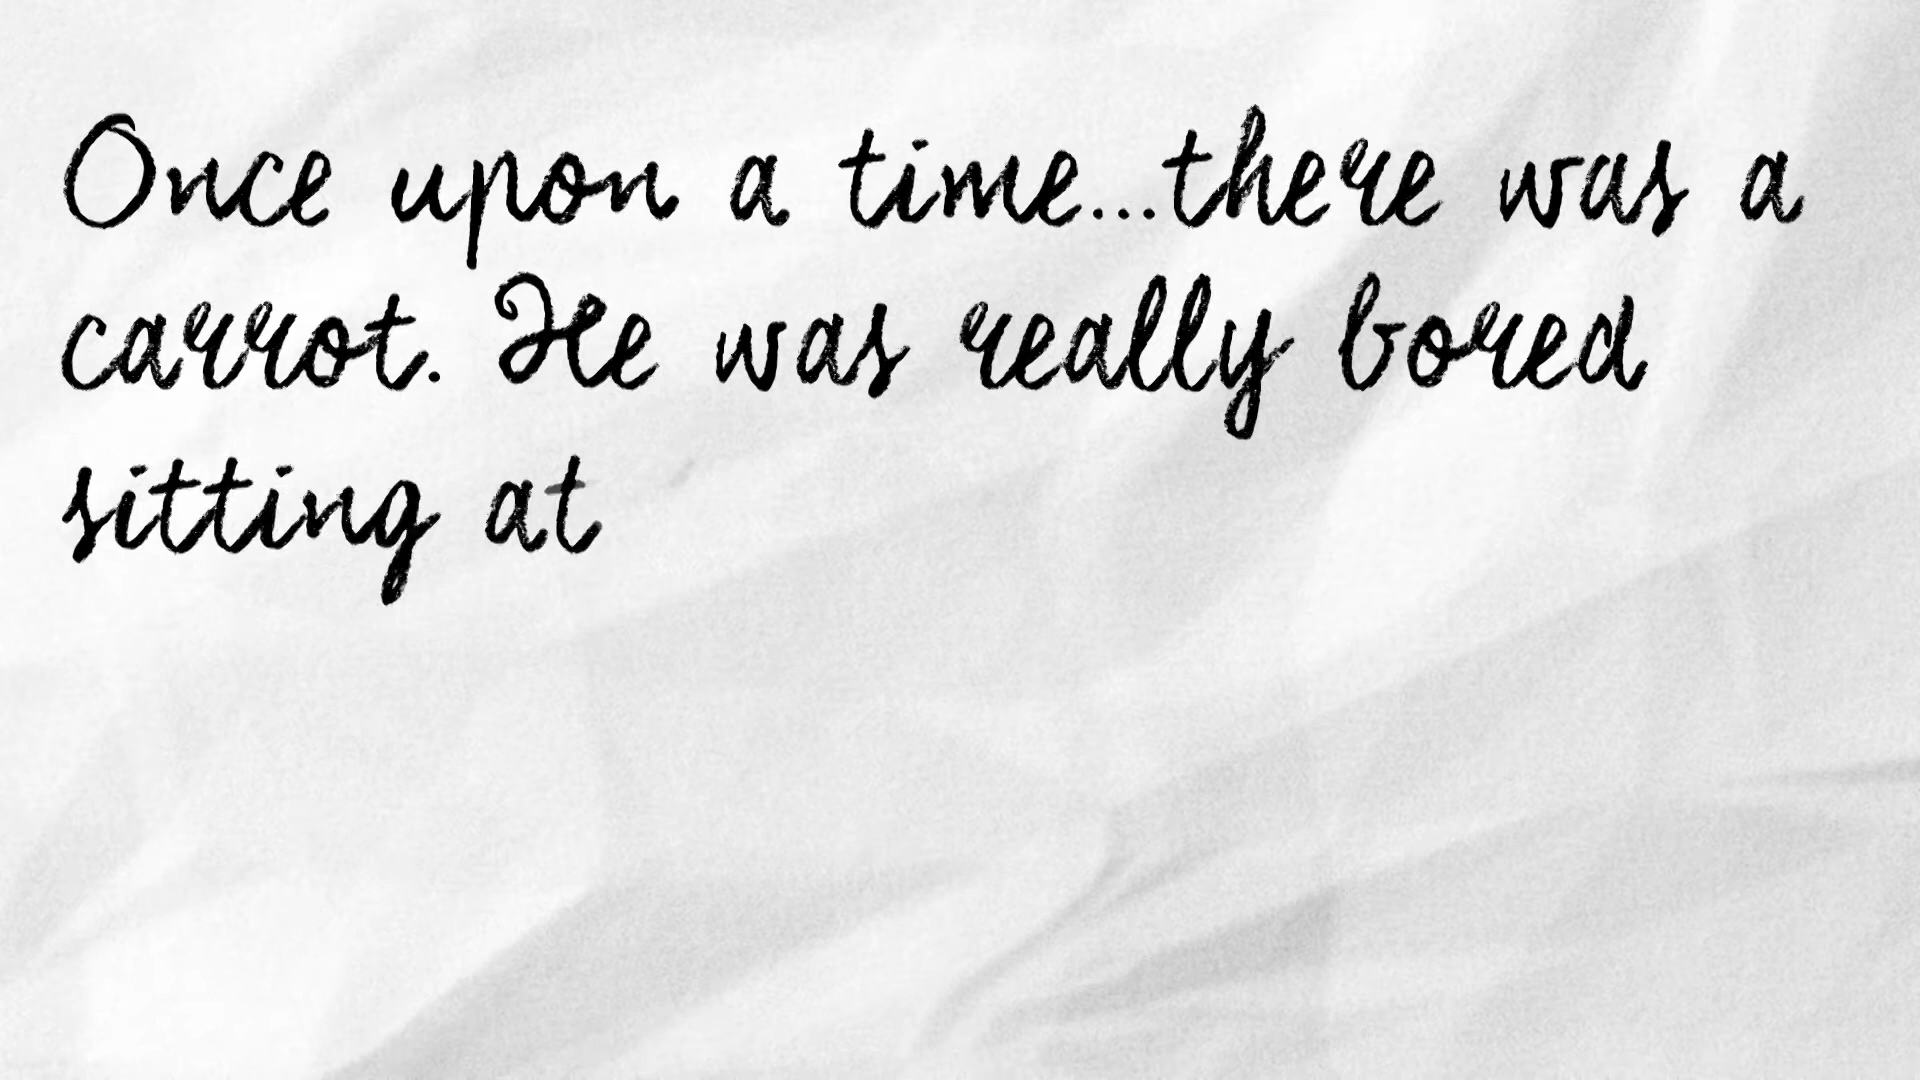 Once upon a time...there was a
carrot. He was really bored
sitting at